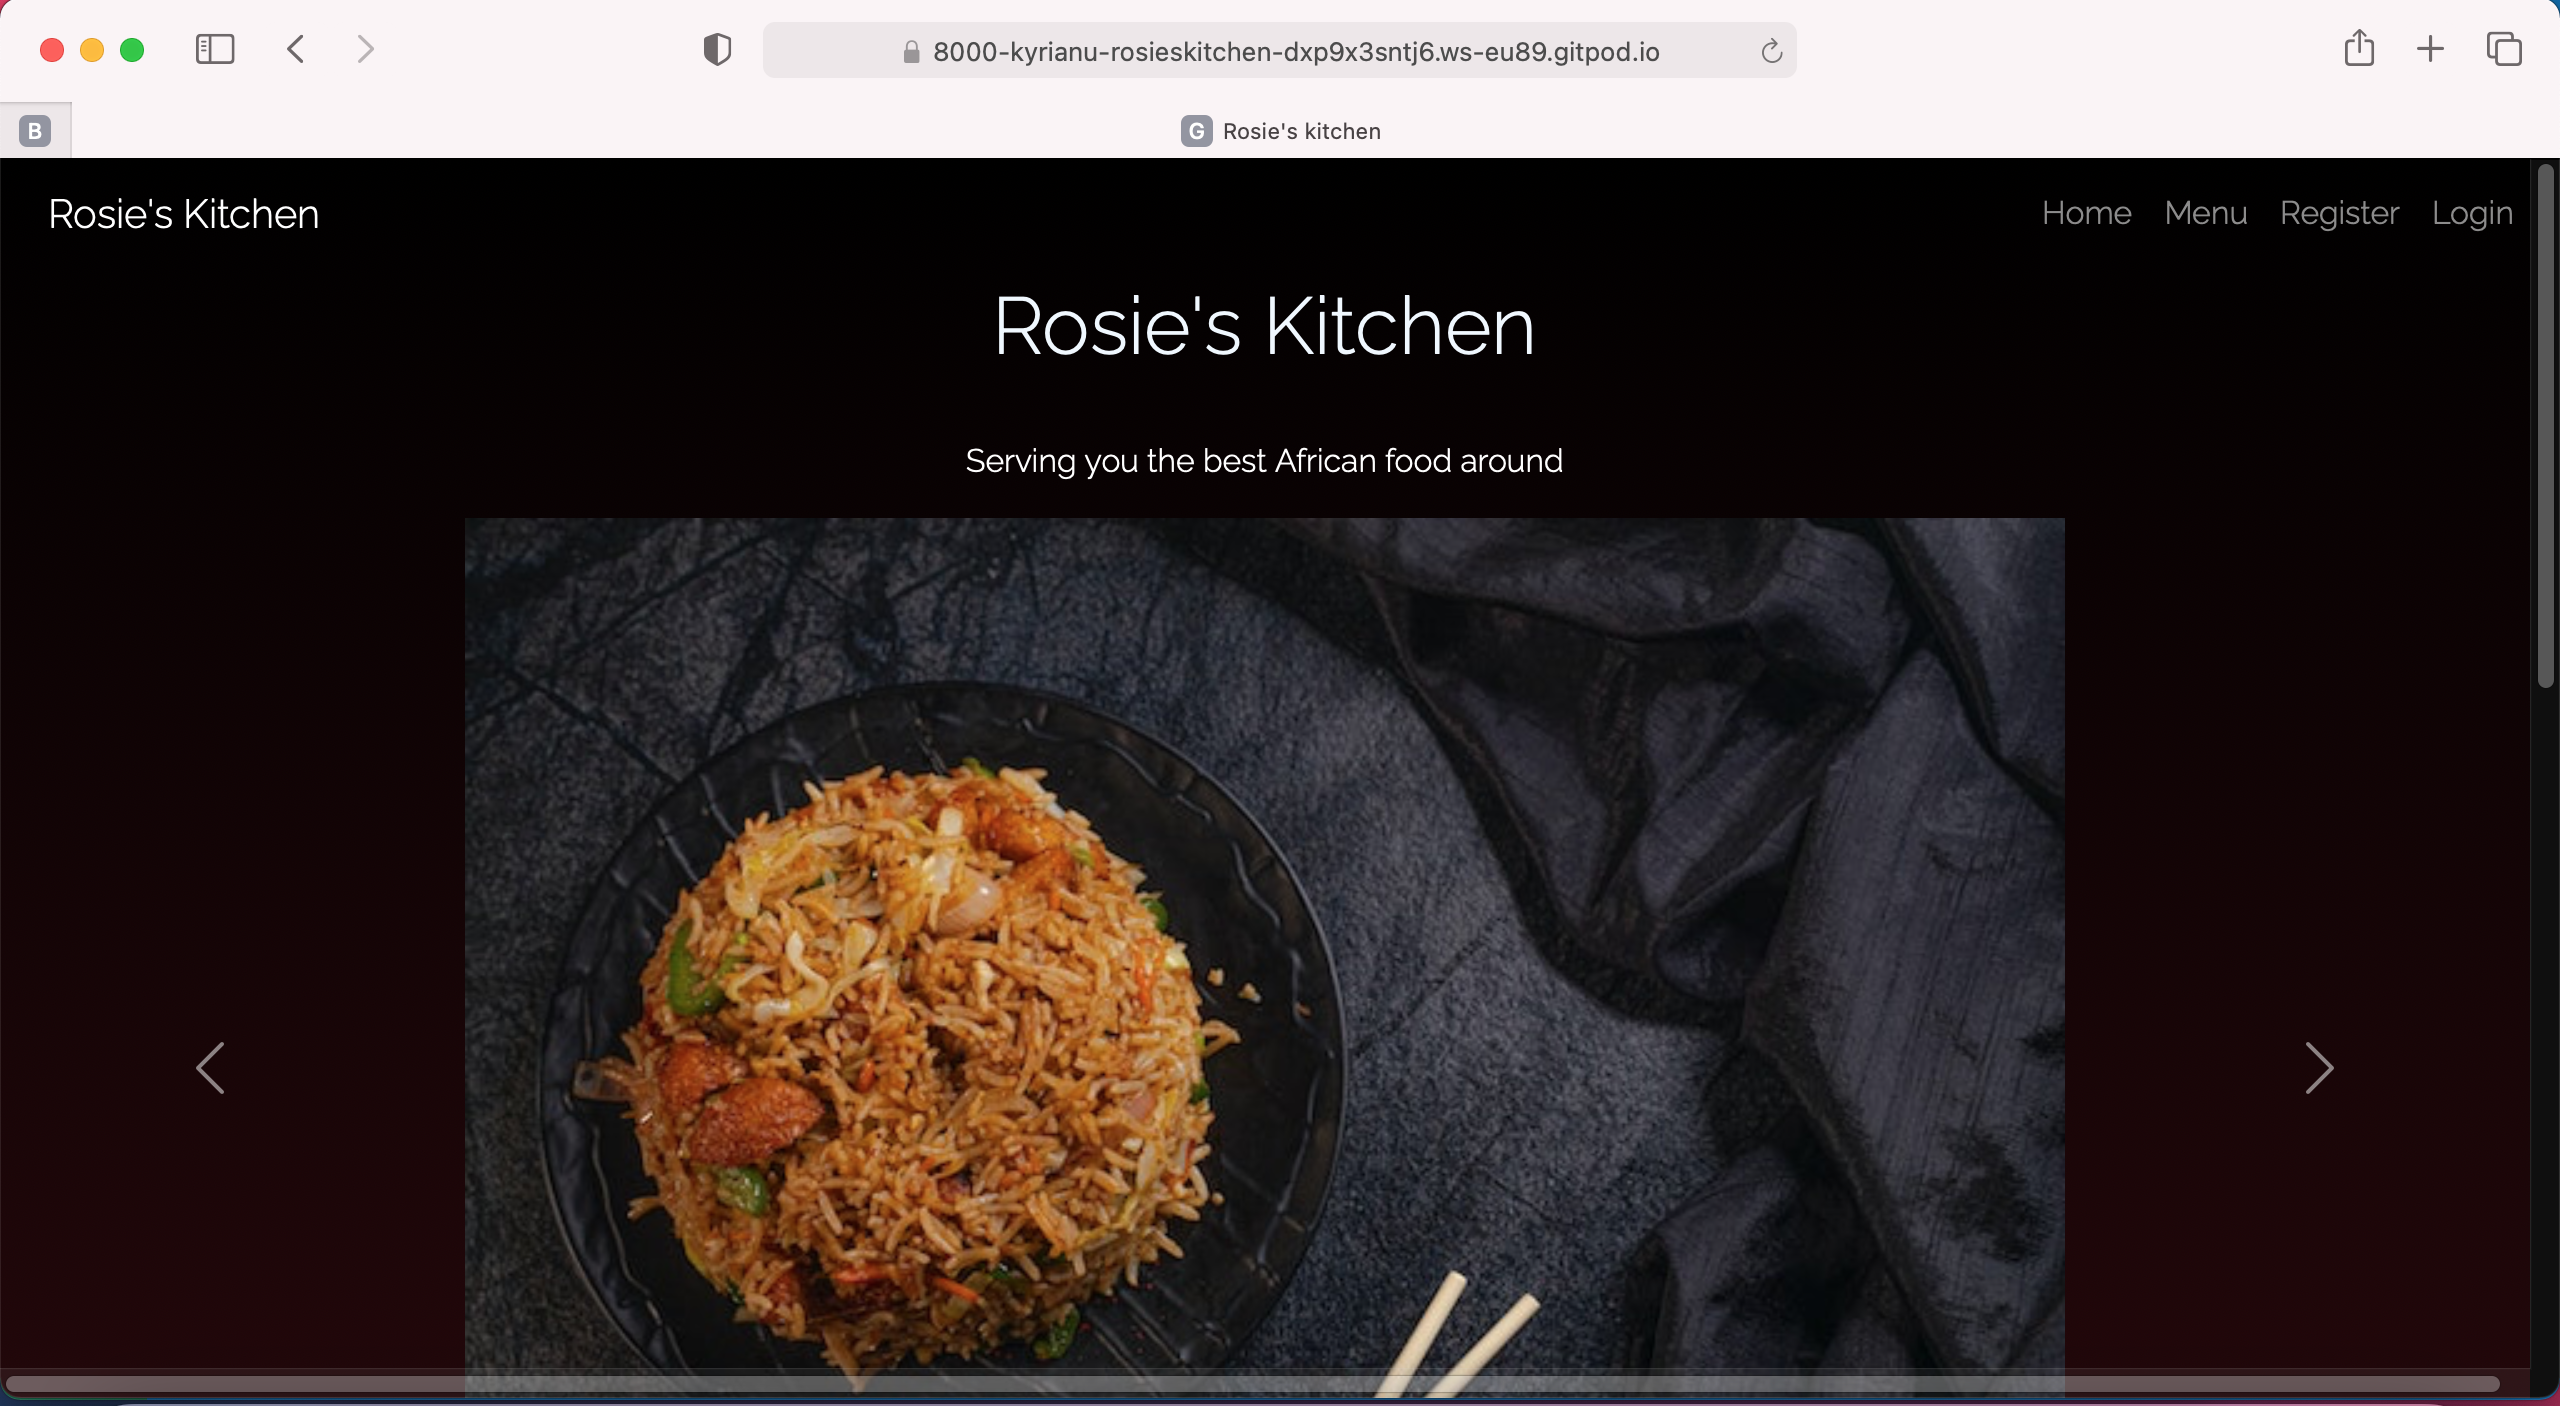 8000-kyrianu-rosieskitchen-dxp9x3sntj6.ws-eu89.gitpod.io
B
G Rosie's kitchen
Rosie's Kitchen
Home Menu Register Login
Rosie's Kitchen
Serving you the best African food around